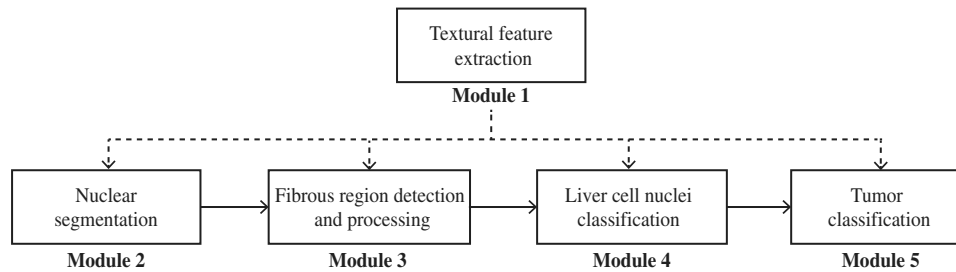 Textural feature
extraction
Module 1
Nuclear
segmentation
Module 2
Fibrous region detection
and processing
Module 3
Liver cell nuclei
classification
Module 4
Tumor
classification
Module 5